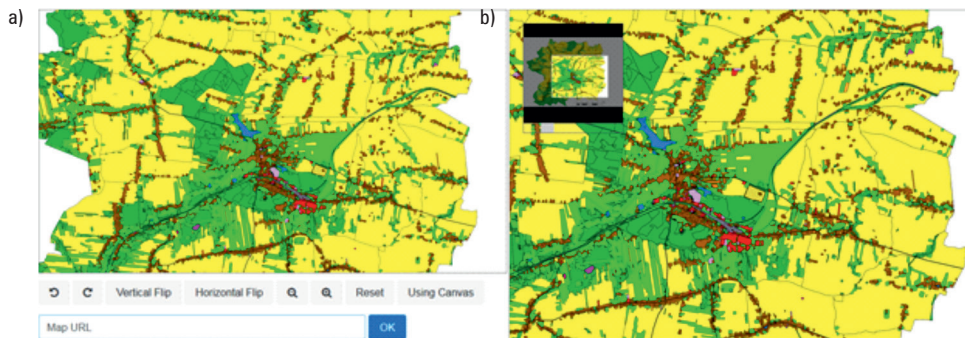 a)
b)
Vertical Flip
Horizontal Flip
Reset
Using Canvas
Map URL
OK